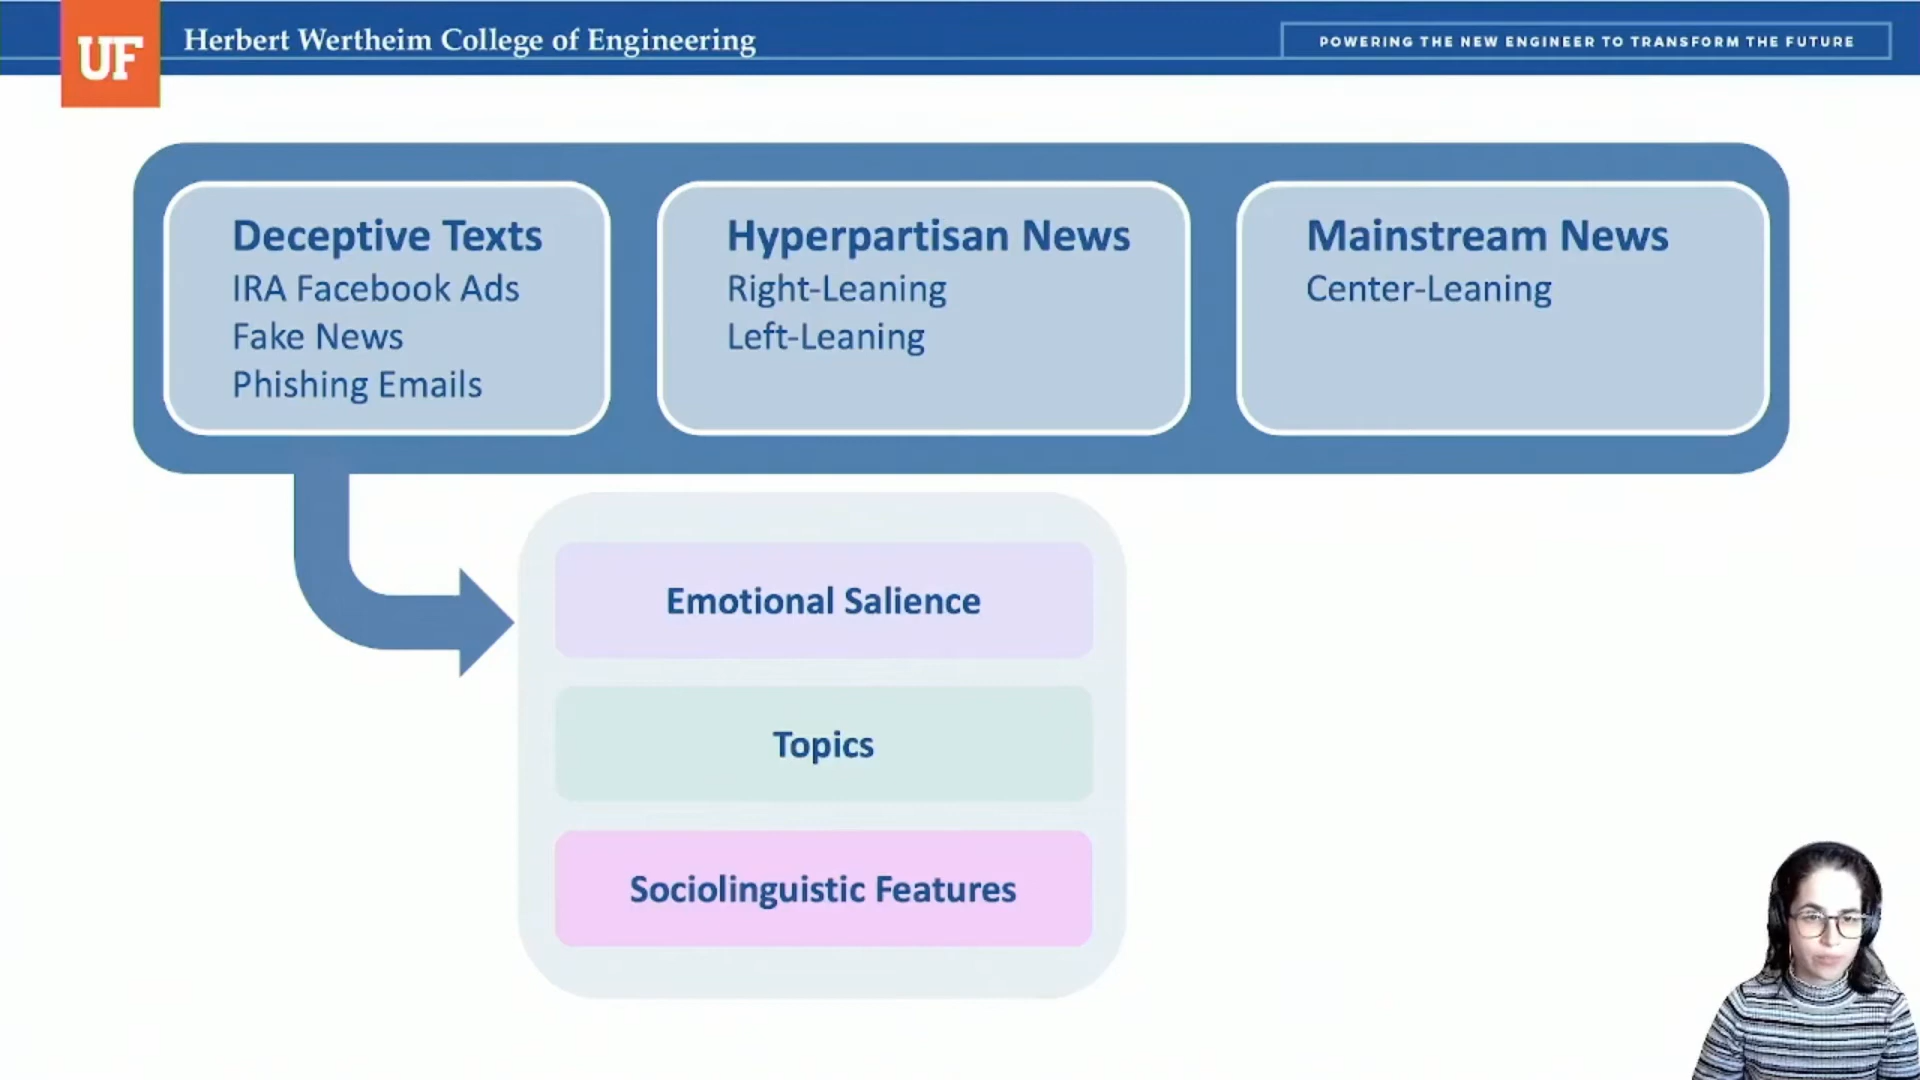 UF
Herbert Wertheim College of Engineering
POWERING THE NEW ENGINEER TO TRANSFORM THE FUTURE
Deceptive Texts
IRA Facebook Ads
Fake News
Phishing Emails
Hyperpartisan News
Right-Leaning
Left-Leaning
Mainstream News
Center-Leaning
Emotional Salience
Topics
Sociolinguistic Features